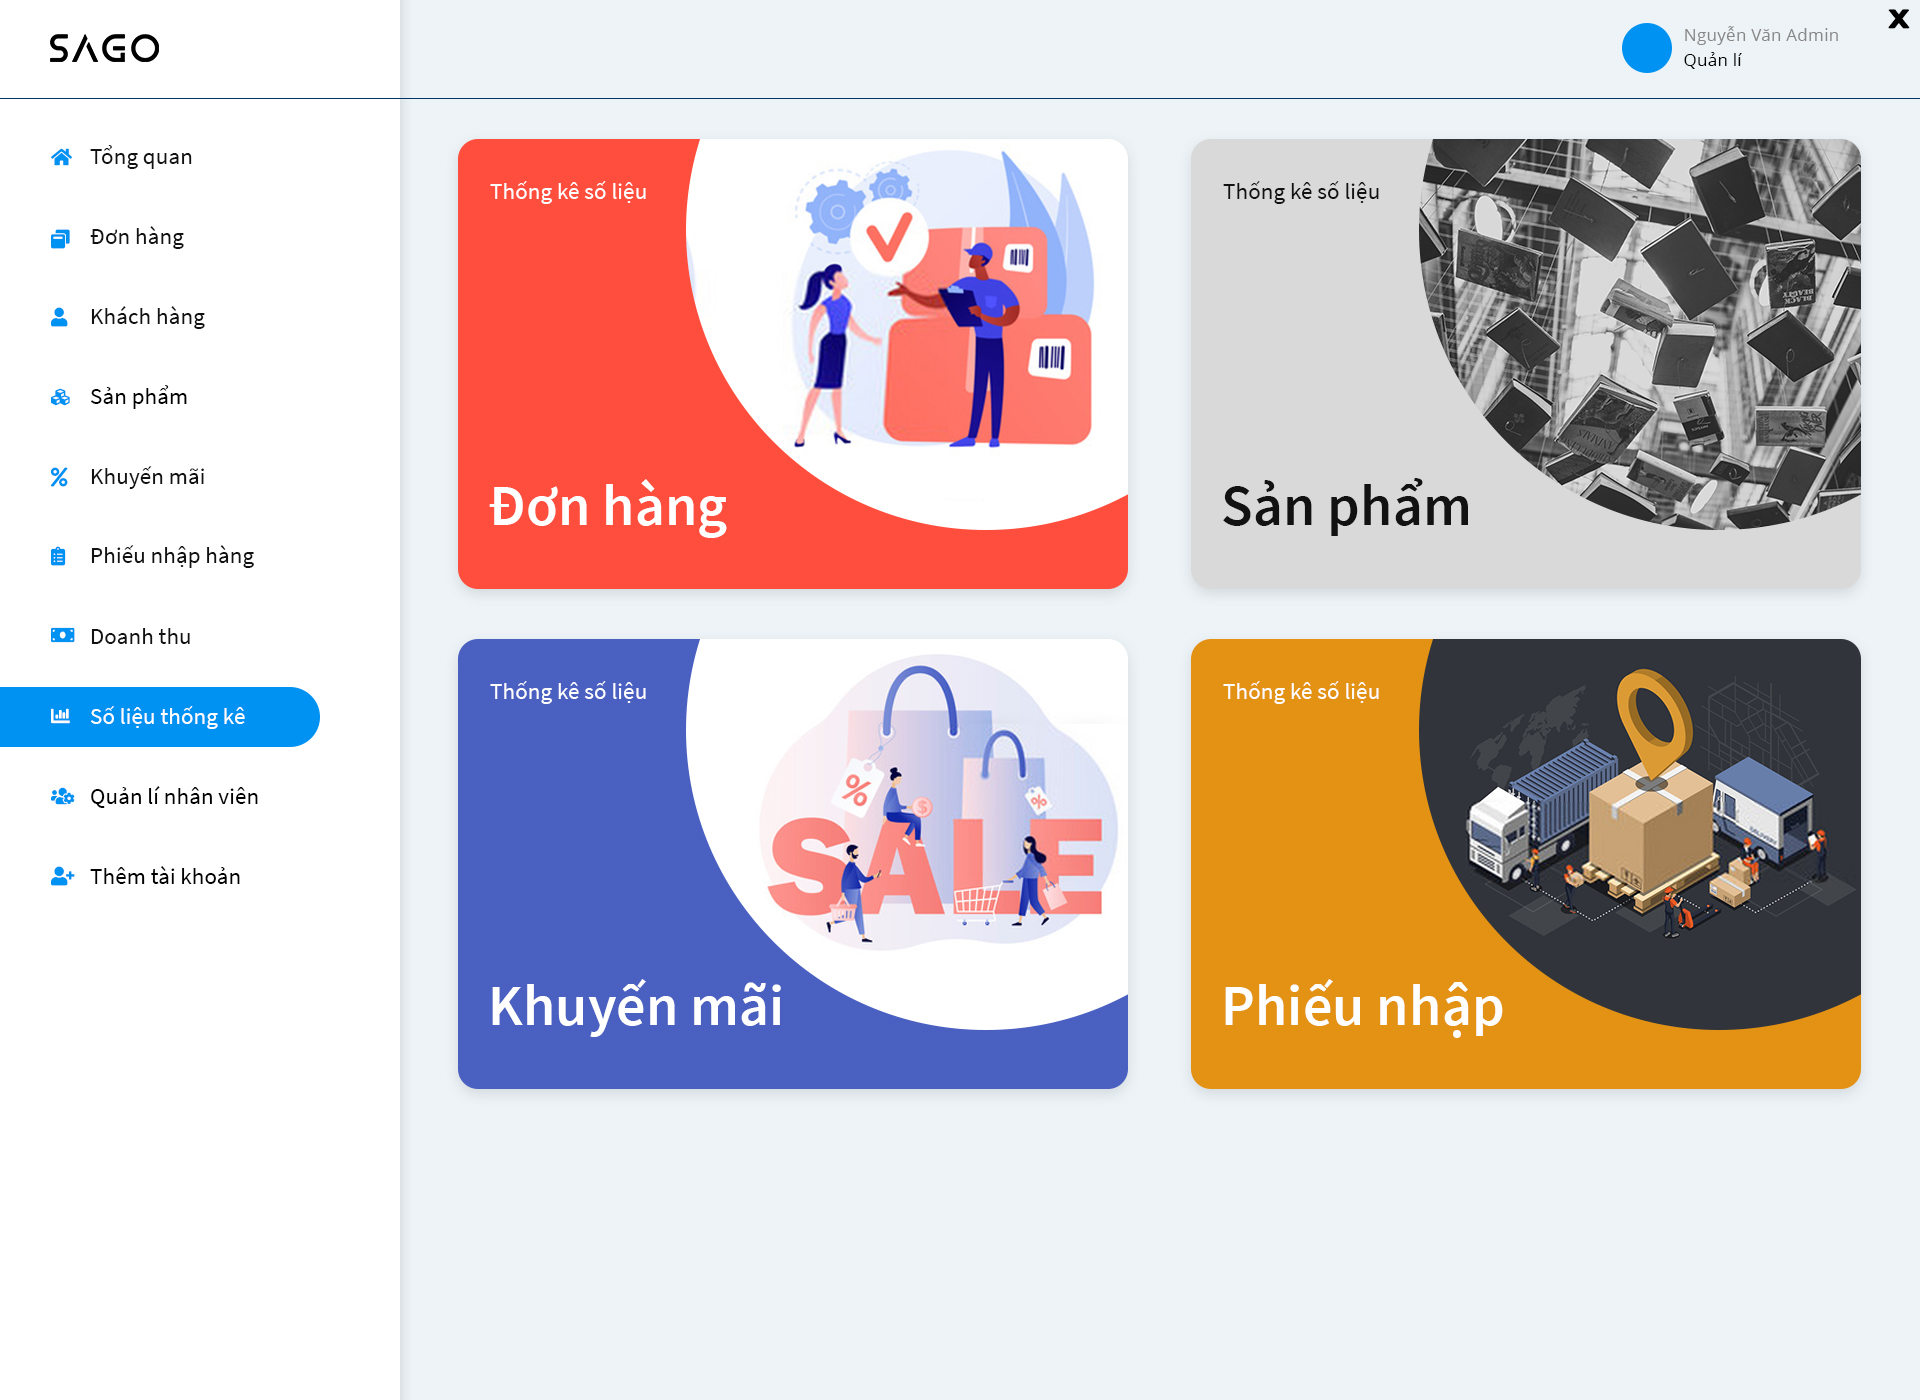 SAGO
Nguyễn Văn Admin
Quản lí
X
Tổng quan
Đơn hàng
Khách hàng
Sản phẩm
Khuyến mãi
Phiếu nhập hàng
Doanh thu
Số liệu thống kê
Quản lí nhân viên
Thêm tài khoản
Thống kê số liệu
Đơn hàng
Thống kê số liệu
BLACK
BEAUTY
Sản phẩm
Thống kê số liệu
%
$
%
SALE
Khuyến mãi
Thống kê số liệu
DELIVERY
Phiếu nhập